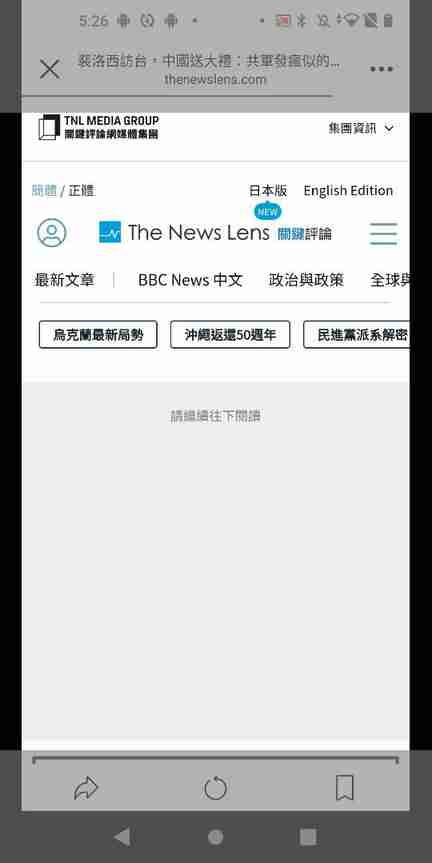 5:26
裴洛西訪台，中國送大禮：共軍發瘋似的...
thenewslens.com
TNL MEDIA GROUP
關鍵評論網媒體集團
集團資訊
簡體 / 正體
日本版
English Edition
NEW
The News Lens 關鍵評論
最新文章
BBC News 中文
政治與政策
全球與
烏克蘭最新局勢
沖繩返還50週年
民進黨派系解密
請繼續往下閱讀